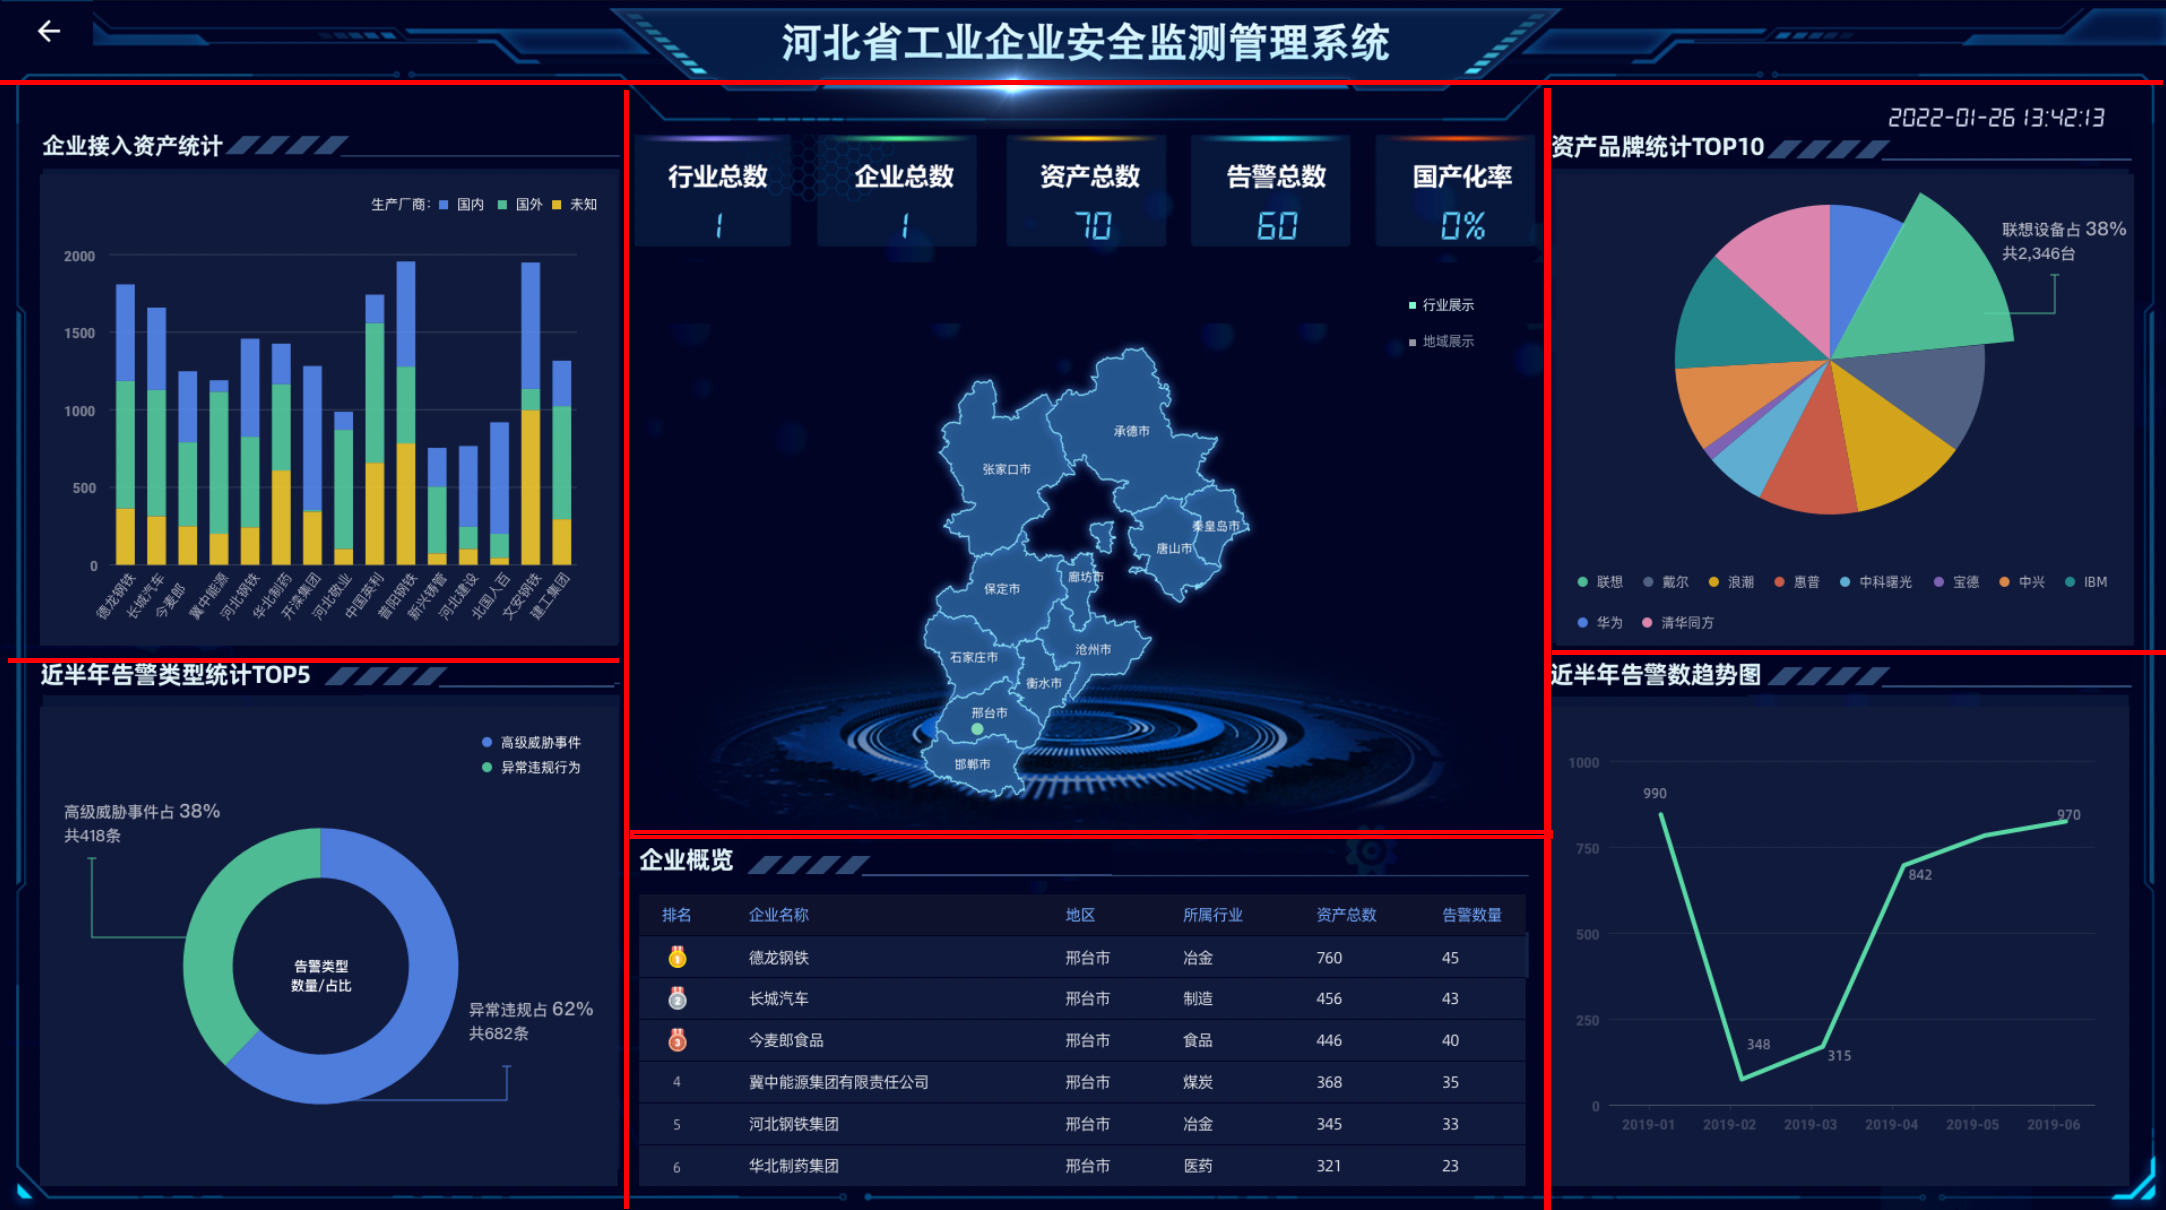 河北省工业企业安全监测管理系统
企业接入资产统计
生产厂商: 国内 国外 未知
2000
1500
1000
500
0
德龙钢铁 长城汽车 今麦郎 冀中能源 河北钢铁 华北制药 开滦集团 河北敬业 中国英利 普阳钢铁 新兴铸管 河北建设 北国人百 文安钢铁 建工集团
近半年告警类型统计TOP5
高级威胁事件
异常违规行为
高级威胁事件占 38%
共418条
告警类型
数量/占比
异常违规占 62%
共682条
行业总数 企业总数 资产总数 告警总数 国产化率
1 1 70 60 0%
行业展示
地域展示
承德市
张家口市
秦皇岛市
唐山市
廊坊市
保定市
沧州市
石家庄市
衡水市
邢台市
邯郸市
企业概览
排名 企业名称 地区 所属行业 资产总数 告警数量
1 德龙钢铁 邢台市 冶金 760 45
2 长城汽车 邢台市 制造 456 43
3 今麦郎食品 邢台市 食品 446 40
4 冀中能源集团有限责任公司 邢台市 煤炭 368 35
5 河北钢铁集团 邢台市 冶金 345 33
6 华北制药集团 邢台市 医药 321 23
2022-01-26 13:42:13
资产品牌统计TOP10
联想设备占 38%
共2,346台
联想 戴尔 浪潮 惠普 中科曙光 宝德 中兴 IBM
华为 清华同方
近半年告警数趋势图
1000
990
970
750
842
500
348
315
250
0
2019-01 2019-02 2019-03 2019-04 2019-05 2019-06